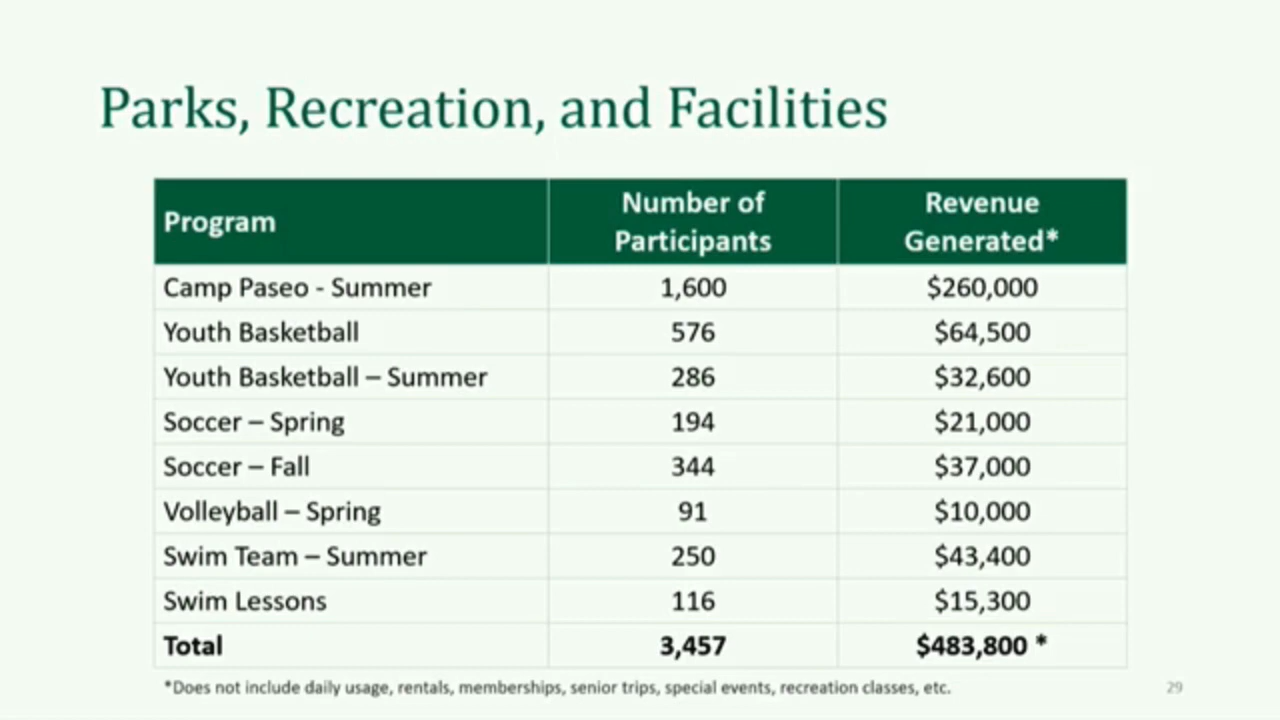 Parks, Recreation, and Facilities
Program Number of Participants Revenue Generated*
Camp Paseo - Summer 1,600 $260,000
Youth Basketball 576 $64,500
Youth Basketball – Summer 286 $32,600
Soccer – Spring 194 $21,000
Soccer – Fall 344 $37,000
Volleyball – Spring 91 $10,000
Swim Team – Summer 250 $43,400
Swim Lessons 116 $15,300
Total 3,457 $483,800 *
*Does not include daily usage, rentals, memberships, senior trips, special events, recreation classes, etc.
29